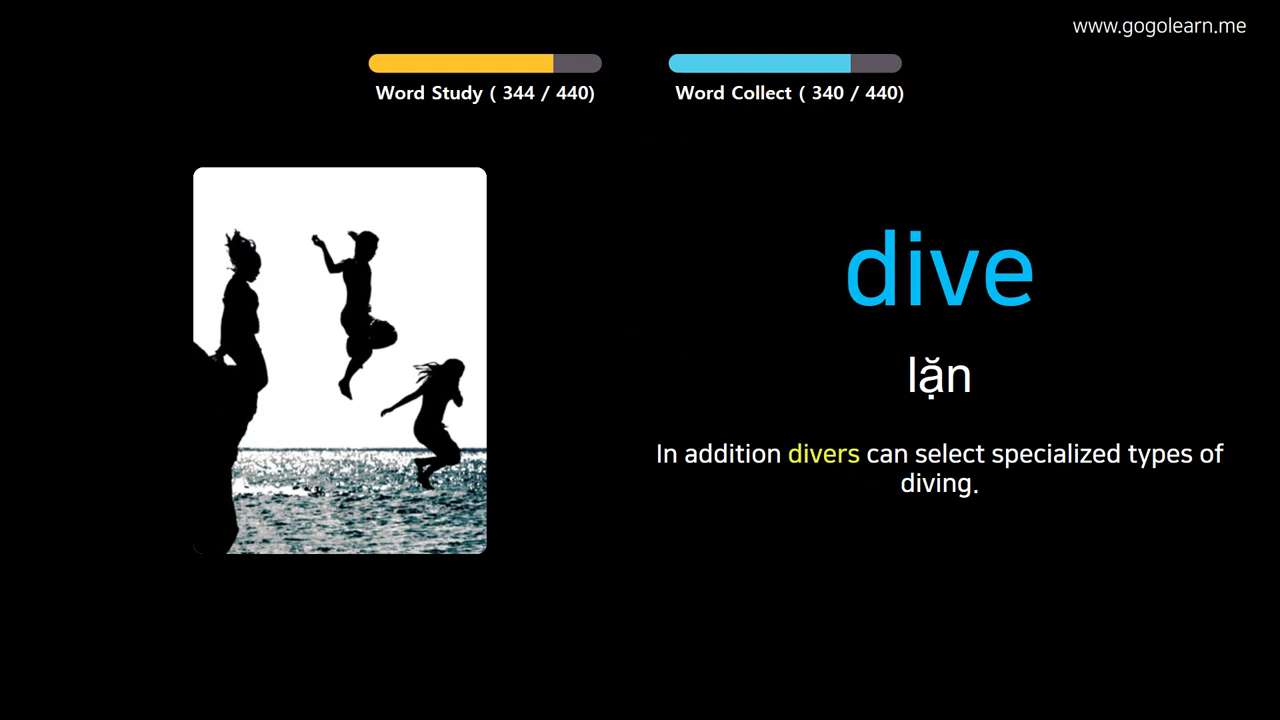 www.gogolearn.me
Word Study ( 344 / 440)
Word Collect ( 340 / 440)
dive
lặn
In addition divers can select specialized types of
diving.